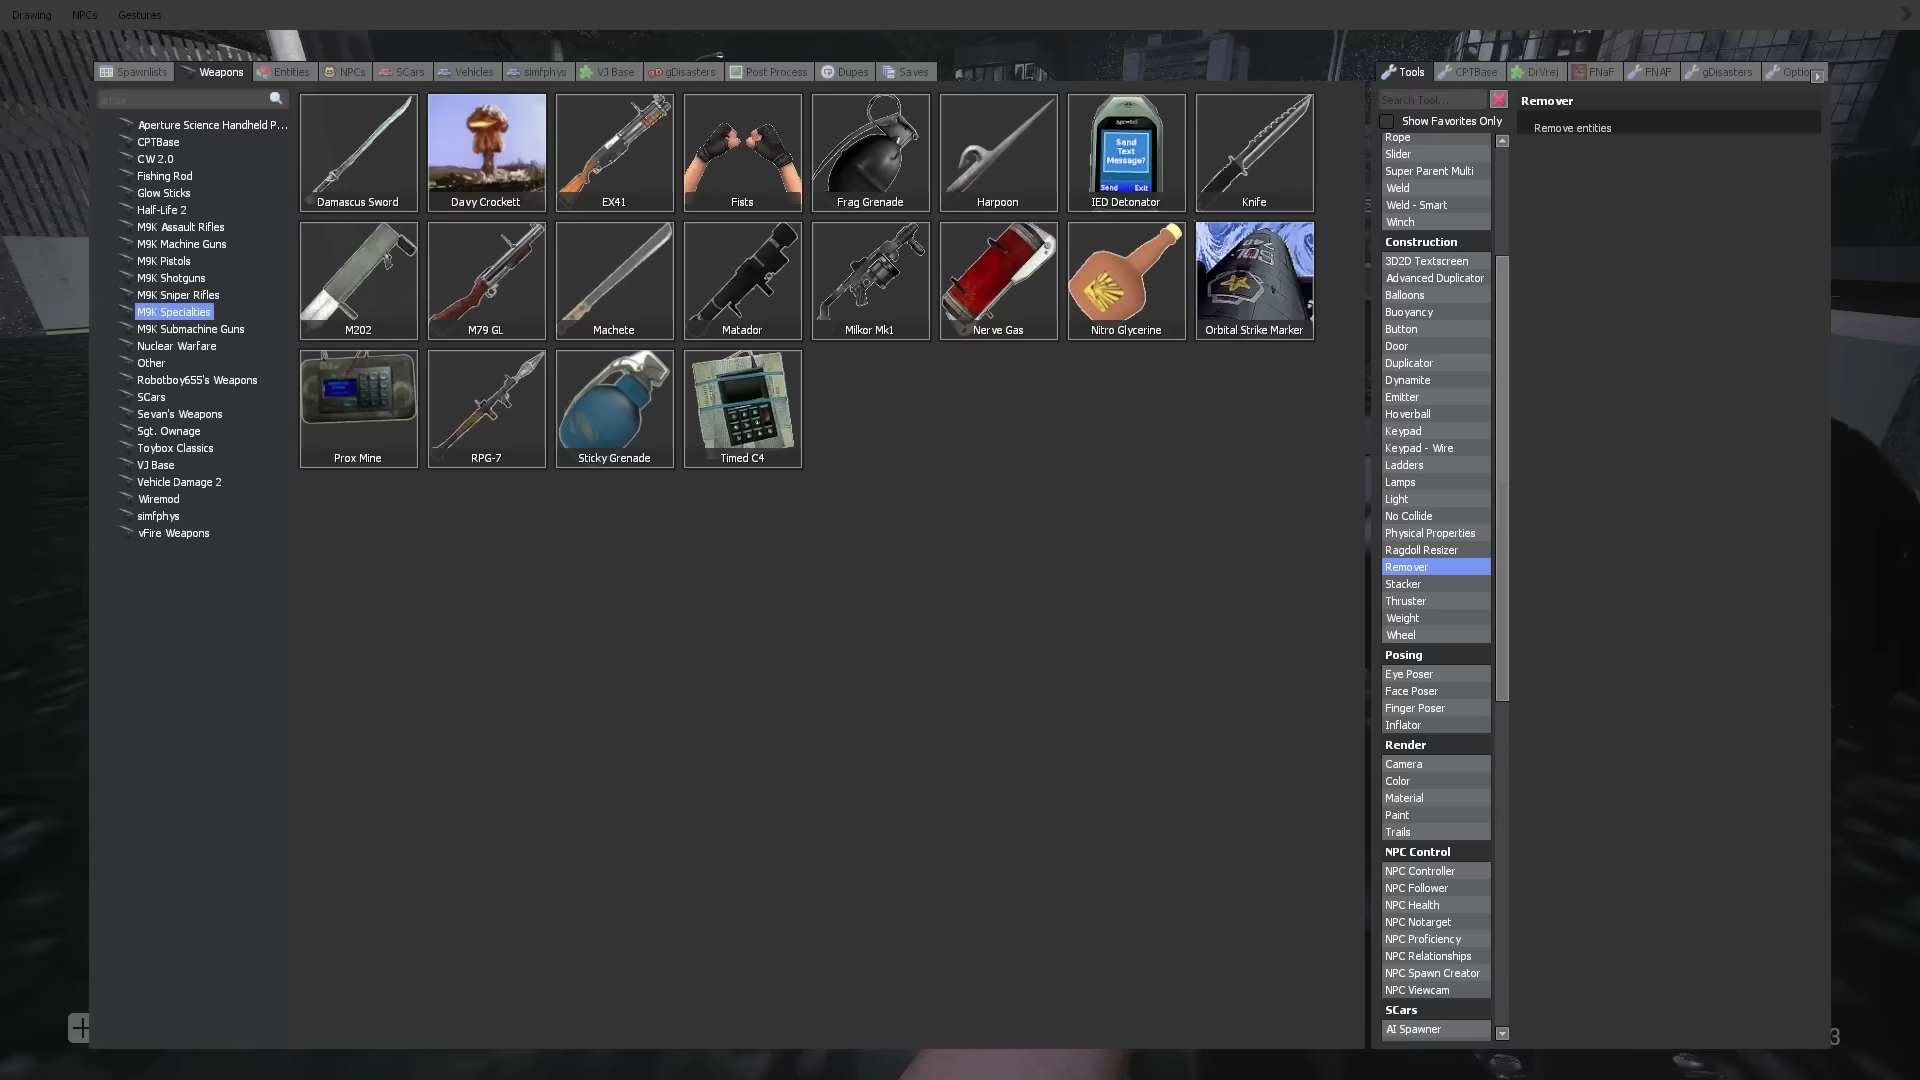 Drawing NPCs Gestures
Spawnlists Weapons Entities NPCs SCars Vehicles simfphys VJ Base gDisasters Post Process Dupes Saves
armie
Aperture Science Handheld P...
CPTBase
CW 2.0
Fishing Rod
Glow Sticks
Half-Life 2
M9K Assault Rifles
M9K Machine Guns
M9K Pistols
M9K Shotguns
M9K Sniper Rifles
M9K Specialties
M9K Submachine Guns
Nuclear Warfare
Other
Robotboy655's Weapons
SCars
Sevan's Weapons
Sgt. Ownage
Toybox Classics
VJ Base
Vehicle Damage 2
Wiremod
simfphys
vFire Weapons
Send
Text
Message?
Send Exit
Damascus Sword Davy Crockett EX41 Fists Frag Grenade Harpoon IED Detonator Knife
M202 M79 GL Machete Matador Milkor Mk1 Nerve Gas Nitro Glycerine Orbital Strike Marker
Prox Mine RPG-7 Sticky Grenade Timed C4
Tools CPTBase DrVrej FNaF FNAF gDisasters Optio
Search Tool...
Show Favorites Only
Rope
Slider
Super Parent Multi
Weld
Weld - Smart
Winch
Construction
3D2D Textscreen
Advanced Duplicator
Balloons
Buoyancy
Button
Door
Duplicator
Dynamite
Emitter
Hoverball
Keypad
Keypad - Wire
Ladders
Lamps
Light
No Collide
Physical Properties
Ragdoll Resizer
Remover
Stacker
Thruster
Weight
Wheel
Posing
Eye Poser
Face Poser
Finger Poser
Inflator
Render
Camera
Color
Material
Paint
Trails
NPC Control
NPC Controller
NPC Follower
NPC Health
NPC Notarget
NPC Proficiency
NPC Relationships
NPC Spawn Creator
NPC Viewcam
SCars
AI Spawner
Remover
Remove entities
3